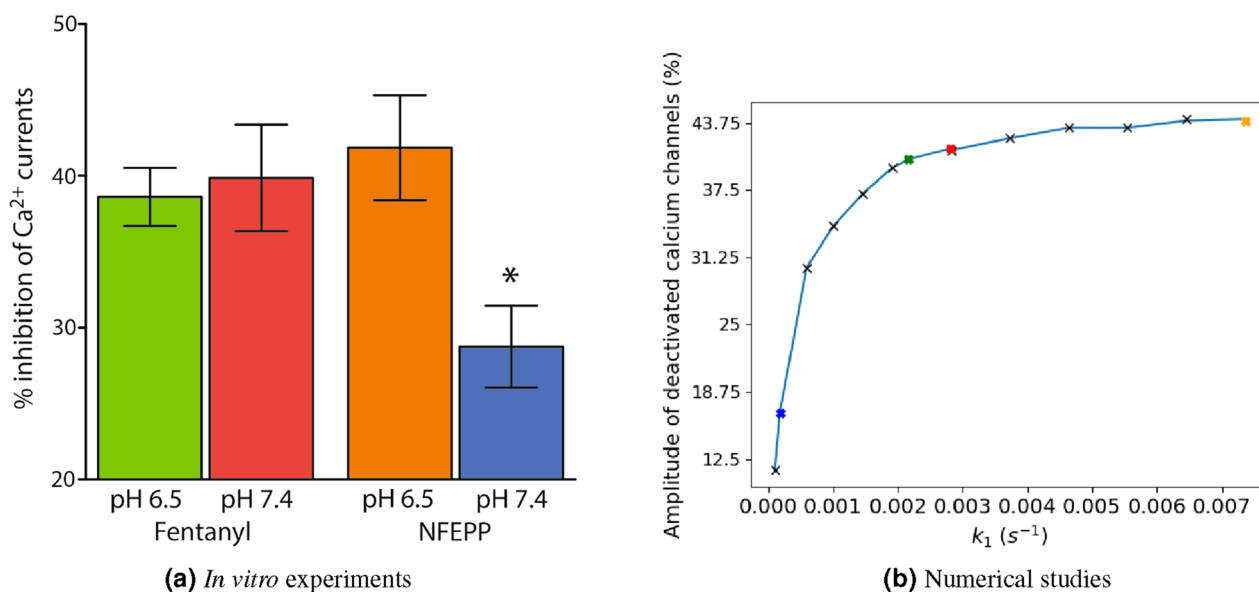 % inhibition of Ca²⁺ currents
50
40
30
20
*
pH 6.5 pH 7.4 pH 6.5 pH 7.4
Fentanyl NFEPP
(a) In vitro experiments
Amplitude of deactivated calcium channels (%)
43.75
37.5
31.25
25
18.75
12.5
0.000 0.001 0.002 0.003 0.004 0.005 0.006 0.007
k₁ (s⁻¹)
(b) Numerical studies